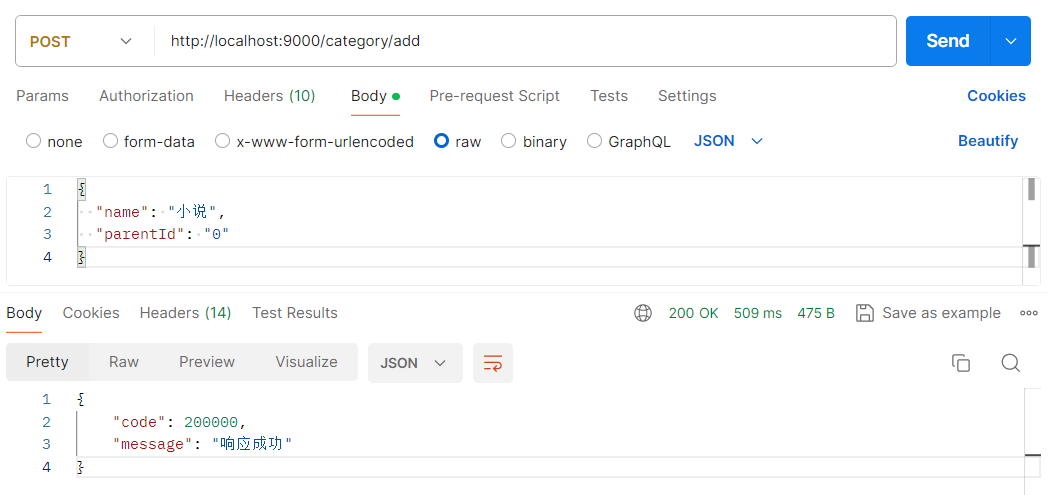 POST http://localhost:9000/category/add Send
Params Authorization Headers (10) Body Pre-request Script Tests Settings Cookies
none form-data x-www-form-urlencoded raw binary GraphQL JSON Beautify
1 {
2 "name": "小说",
3 "parentId": "0"
4 }
Body Cookies Headers (14) Test Results 200 OK 509 ms 475 B Save as example
Pretty Raw Preview Visualize JSON
1 {
2 "code": 200000,
3 "message": "响应成功"
4 }